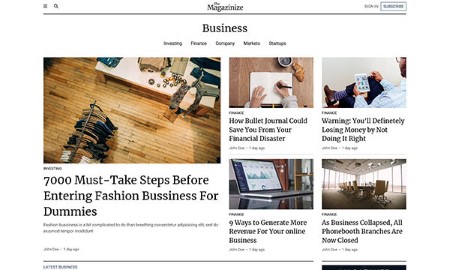 The
Magazinize
SIGN IN
SUBSCRIBE
Business
Investing
Finance
Company
Markets
Startups
INVESTING
7000 Must-Take Steps Before
Entering Fashion Bussiness For
Dummies
Fashion bussiness is a bit complicated to do than breathing consectetur adipisicing elit, sed do
eiusmod tempor incididunt
John Doe • 1 day ago
FINANCE
How Bullet Journal Could
Save You From Your
Financial Disaster
John Doe • 1 day ago
FINANCE
Warning: You'll Definetely
Losing Money by Not
Doing It Right
John Doe • 1 day ago
FINANCE
9 Ways to Generate More
Revenue For Your online
Business
John Doe • 1 day ago
FINANCE
As Business Collapsed, All
Phonebooth Branches Are
Now Closed
John Doe • 1 day ago
LATEST BUSINESS